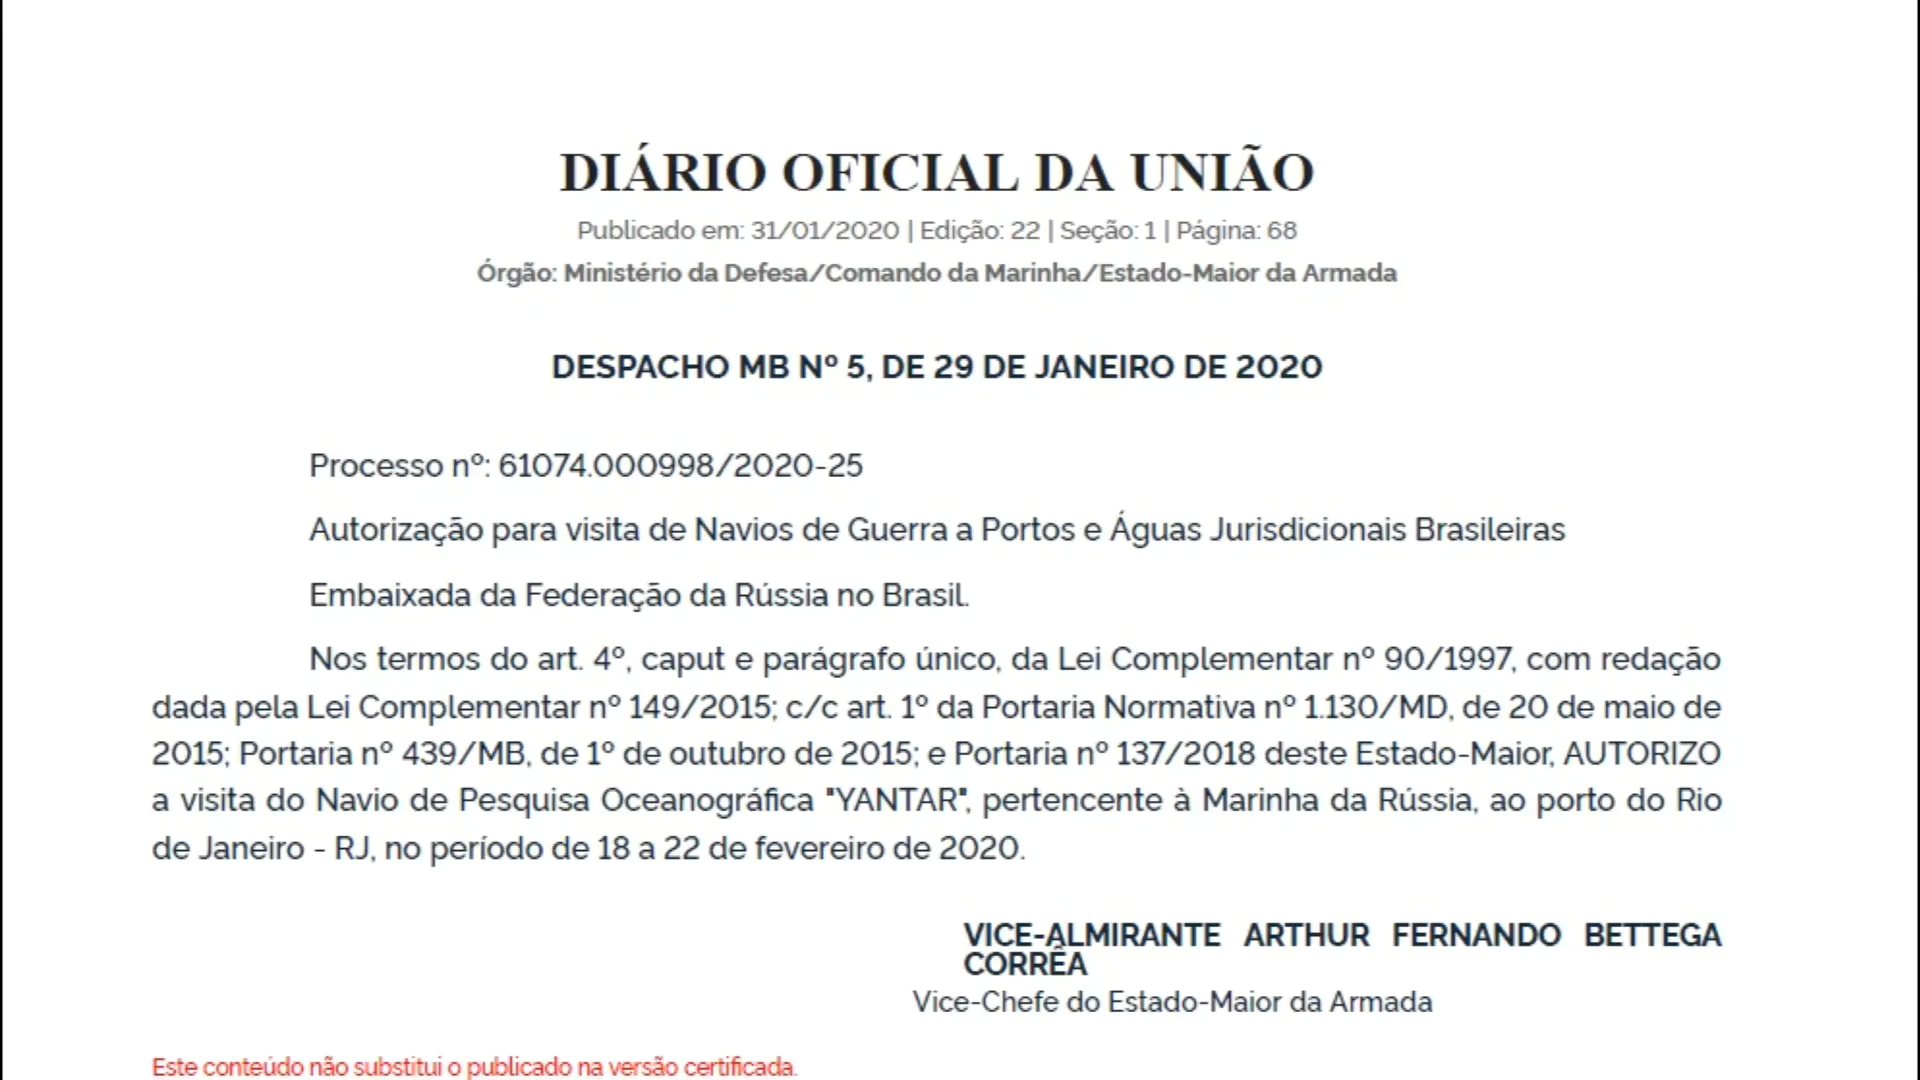 DIÁRIO OFICIAL DA UNIÃO
Publicado em: 31/01/2020 | Edição: 22 | Seção: 1 | Página: 68
Órgão: Ministério da Defesa/Comando da Marinha/Estado-Maior da Armada
DESPACHO MB Nº 5, DE 29 DE JANEIRO DE 2020
Processo nº: 61074.000998/2020-25
Autorização para visita de Navios de Guerra a Portos e Águas Jurisdicionais Brasileiras
Embaixada da Federação da Rússia no Brasil.
Nos termos do art. 4º, caput e parágrafo único, da Lei Complementar nº 90/1997, com redação
dada pela Lei Complementar nº 149/2015; c/c art. 1º da Portaria Normativa nº 1.130/MD, de 20 de maio de
2015; Portaria nº 439/MB, de 1º de outubro de 2015; e Portaria nº 137/2018 deste Estado-Maior, AUTORIZO
a visita do Navio de Pesquisa Oceanográfica "YANTAR", pertencente à Marinha da Rússia, ao porto do Rio
de Janeiro - RJ, no período de 18 a 22 de fevereiro de 2020.
VICE-ALMIRANTE ARTHUR FERNANDO BETTEGA
CORRÊA
Vice-Chefe do Estado-Maior da Armada
Este conteúdo não substitui o publicado na versão certificada.